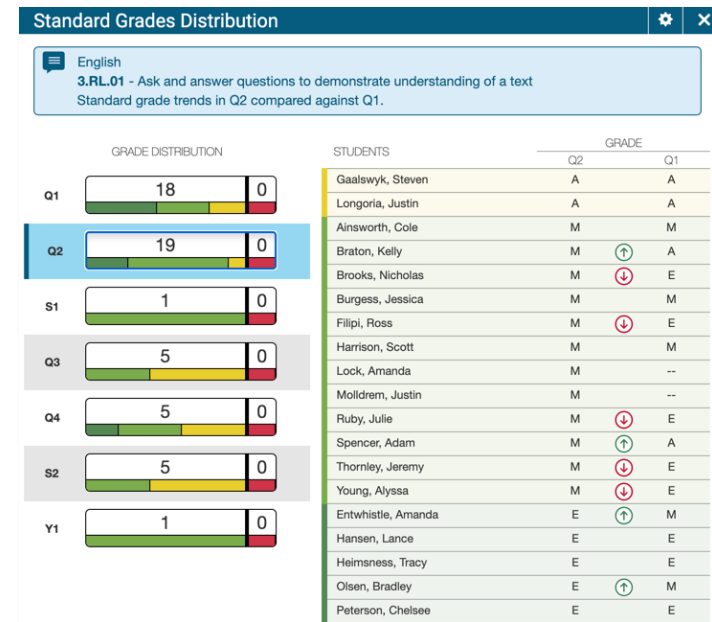 Standard Grades Distribution
English
3.RL.01 - Ask and answer questions to demonstrate understanding of a text
Standard grade trends in Q2 compared against Q1.
GRADE DISTRIBUTION
Q1 18 0
Q2 19 0
S1 1 0
Q3 5 0
Q4 5 0
S2 5 0
Y1 1 0
STUDENTS GRADE
Q2 Q1
Gaalswyk, Steven A A
Longoria, Justin A A
Ainsworth, Cole M M
Braton, Kelly M A
Brooks, Nicholas M E
Burgess, Jessica M M
Filipi, Ross M E
Harrison, Scott M M
Lock, Amanda M --
Molldrem, Justin M --
Ruby, Julie M E
Spencer, Adam M A
Thornley, Jeremy M E
Young, Alyssa M E
Entwhistle, Amanda E M
Hansen, Lance E E
Heimsness, Tracy E E
Olsen, Bradley E M
Peterson, Chelsee E E